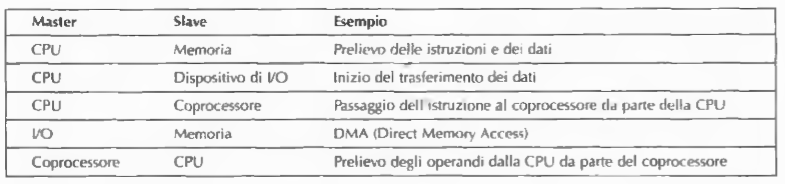 Master Slave Esempio
CPU Memoria Prelievo delle istruzioni e dei dati
CPU Dispositivo di I/O Inizio del trasferimento dei dati
CPU Coprocessore Passaggio dell'istruzione al coprocessore da parte della CPU
I/O Memoria DMA (Direct Memory Access)
Coprocessore CPU Prelievo degli operandi dalla CPU da parte del coprocessore